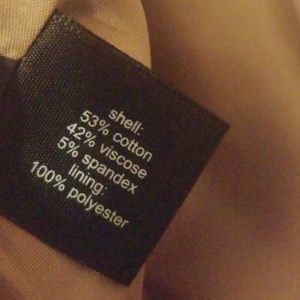 shell:
53% cotton
42% viscose
5% spandex
lining:
100% polyester